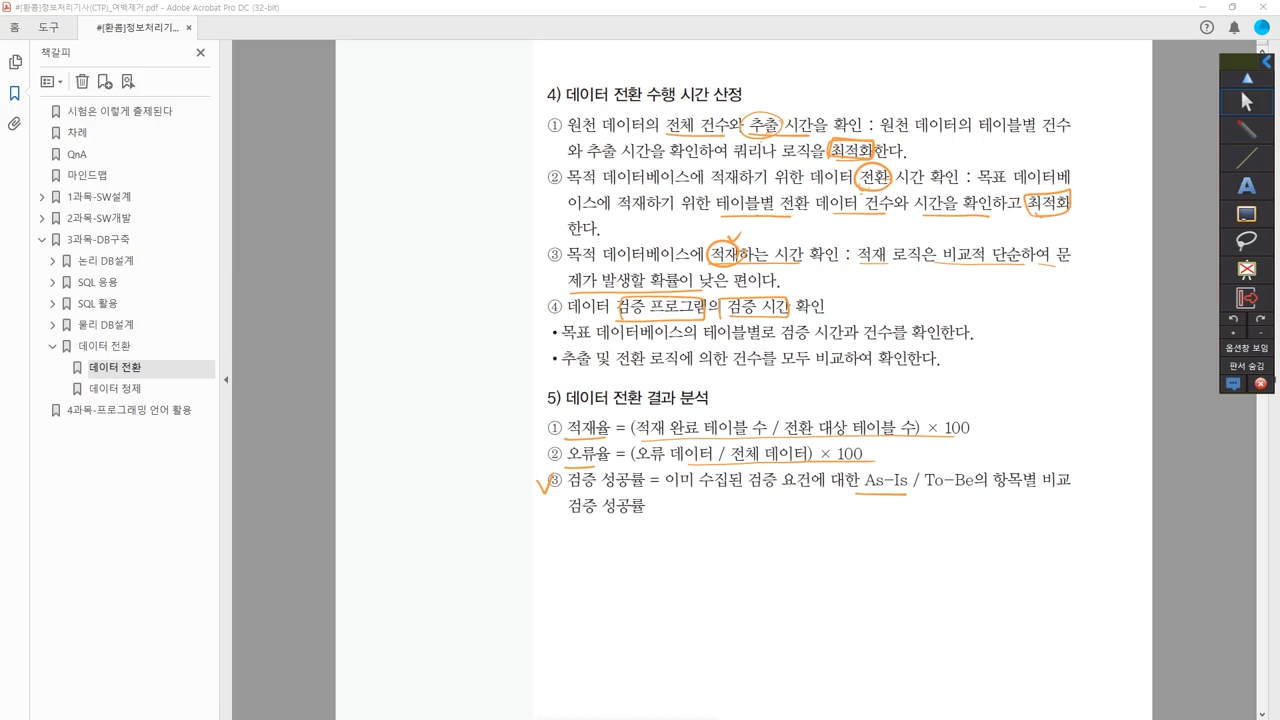 #[환콤]정보처리기사(CTP)_여백제거.pdf - Adobe Acrobat Pro DC (32-bit)
홈 도구 #[환콤]정보처리기... ×
책갈피
시험은 이렇게 출제된다
차례
QnA
마인드맵
1과목-SW설계
2과목-SW개발
3과목-DB구축
논리 DB설계
SQL 응용
SQL 활용
물리 DB설계
데이터 전환
데이터 전환
데이터 정제
4과목-프로그래밍 언어 활용
4) 데이터 전환 수행 시간 산정
① 원천 데이터의 전체 건수와 추출 시간을 확인 : 원천 데이터의 테이블별 건수
와 추출 시간을 확인하여 쿼리나 로직을 최적화한다.
② 목적 데이터베이스에 적재하기 위한 데이터 전환 시간 확인 : 목표 데이터베
이스에 적재하기 위한 테이블별 전환 데이터 건수와 시간을 확인하고 최적화
한다.
③ 목적 데이터베이스에 적재하는 시간 확인 : 적재 로직은 비교적 단순하여 문
제가 발생할 확률이 낮은 편이다.
④ 데이터 검증 프로그램의 검증 시간 확인
• 목표 데이터베이스의 테이블별로 검증 시간과 건수를 확인한다.
• 추출 및 전환 로직에 의한 건수를 모두 비교하여 확인한다.
5) 데이터 전환 결과 분석
① 적재율 = (적재 완료 테이블 수 / 전환 대상 테이블 수) × 100
② 오류율 = (오류 데이터 / 전체 데이터) × 100
③ 검증 성공률 = 이미 수집된 검증 요건에 대한 As-Is / To-Be의 항목별 비교
검증 성공률
옵션창 보임
판서 숨김